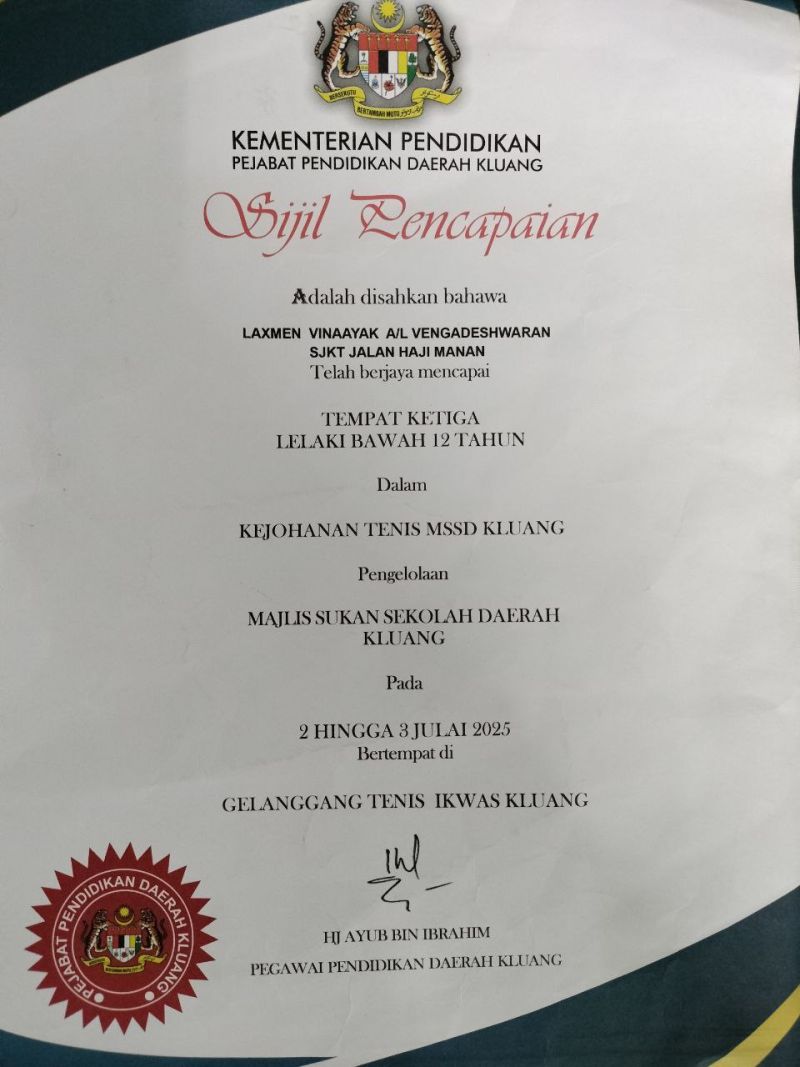 BERSEKUTU BERTAMBAH MUTU
KEMENTERIAN PENDIDIKAN
PEJABAT PENDIDIKAN DAERAH KLUANG
Sijil Pencapaian
Adalah disahkan bahawa
LAXMEN VINAAYAK A/L VENGADESHWARAN
SJKT JALAN HAJI MANAN
Telah berjaya mencapai
TEMPAT KETIGA
LELAKI BAWAH 12 TAHUN
Dalam
KEJOHANAN TENIS MSSD KLUANG
Pengelolaan
MAJLIS SUKAN SEKOLAH DAERAH
KLUANG
Pada
2 HINGGA 3 JULAI 2025
Bertempat di
GELANGGANG TENIS IKWAS KLUANG
HJ AYUB BIN IBRAHIM
PEGAWAI PENDIDIKAN DAERAH KLUANG
PEJABAT PENDIDIKAN DAERAH KLUANG